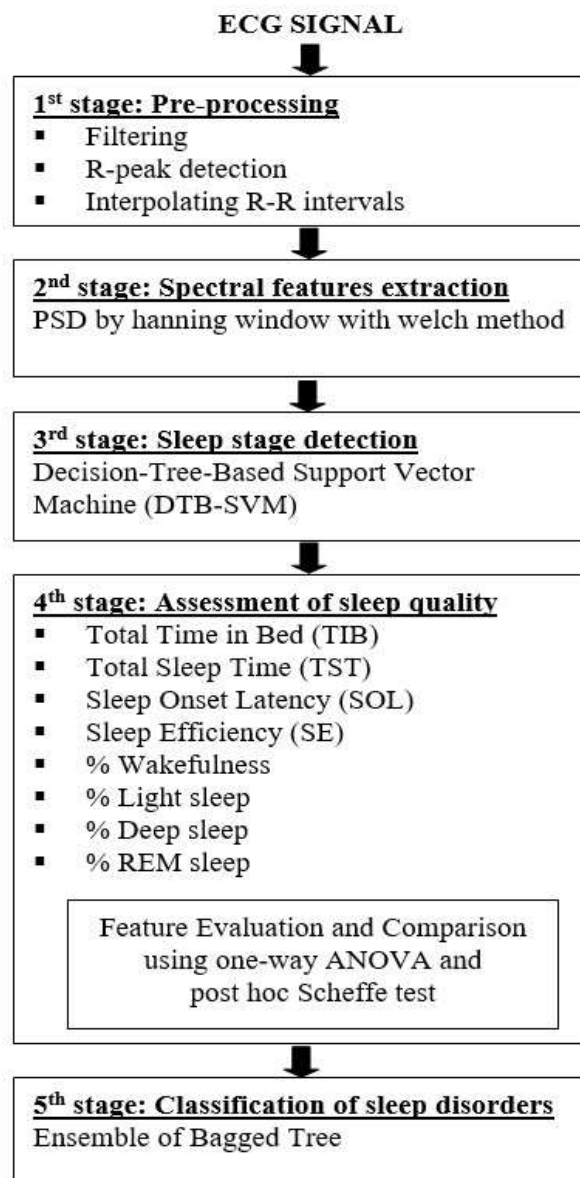 ECG SIGNAL
1st stage: Pre-processing
▪ Filtering
▪ R-peak detection
▪ Interpolating R-R intervals
2nd stage: Spectral features extraction
PSD by hanning window with welch method
3rd stage: Sleep stage detection
Decision-Tree-Based Support Vector
Machine (DTB-SVM)
4th stage: Assessment of sleep quality
▪ Total Time in Bed (TIB)
▪ Total Sleep Time (TST)
▪ Sleep Onset Latency (SOL)
▪ Sleep Efficiency (SE)
▪ % Wakefulness
▪ % Light sleep
▪ % Deep sleep
▪ % REM sleep
Feature Evaluation and Comparison
using one-way ANOVA and
post hoc Scheffe test
5th stage: Classification of sleep disorders
Ensemble of Bagged Tree